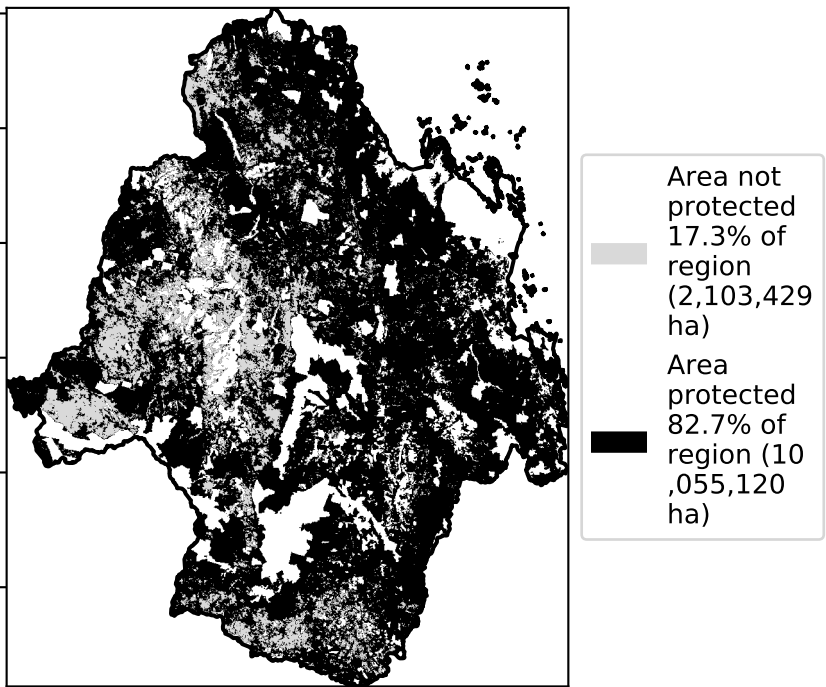 Area not
protected
17.3% of
region
(2,103,429
ha)
Area
protected
82.7% of
region (10
,055,120
ha)